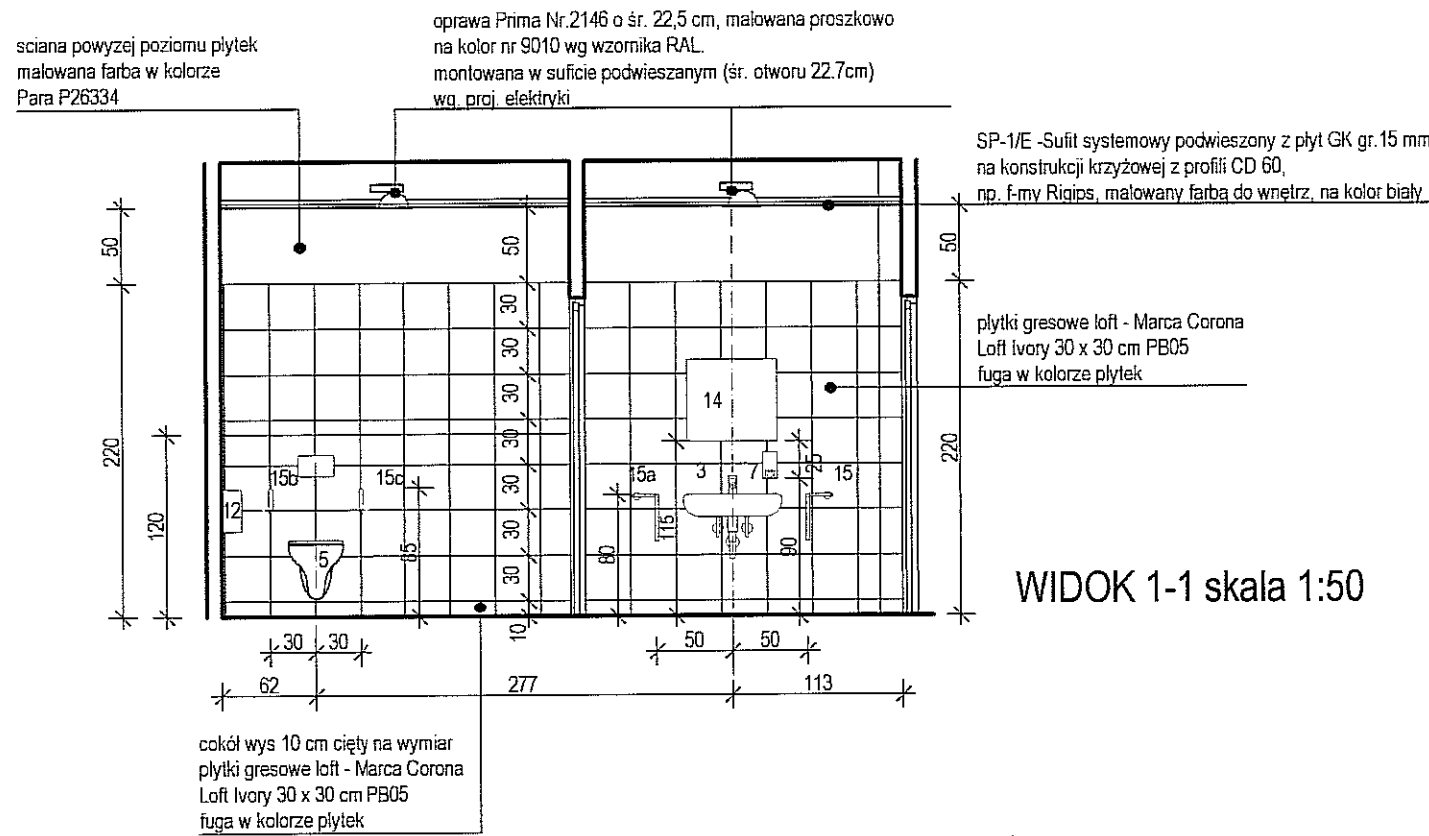 oprawa Prima Nr.2146 o śr. 22,5 cm, malowana proszkowo
na kolor nr 9010 wg wzornika RAL.
montowana w suficie podwieszanym (śr. otworu 22.7cm)
wg. proj. elektryki
sciana powyzej poziomu plytek
malowana farba w kolorze
Para P26334
SP-1/E -Sufit systemowy podwieszony z płyt GK gr.15 mm
na konstrukcji krzyżowej z profili CD 60,
np. f-my Rigips, malowany farbą do wnętrz, na kolor biały
50
50
50
30
30
30
30
30
30
30
10
220
120
12
15b
15c
5
85
14
15a
3
7
25
15
115
80
90
220
plytki gresowe loft - Marca Corona
Loft Ivory 30 x 30 cm PB05
fuga w kolorze plytek
WIDOK 1-1 skala 1:50
30
30
50
50
62
277
113
cokół wys 10 cm cięty na wymiar
plytki gresowe loft - Marca Corona
Loft Ivory 30 x 30 cm PB05
fuga w kolorze plytek